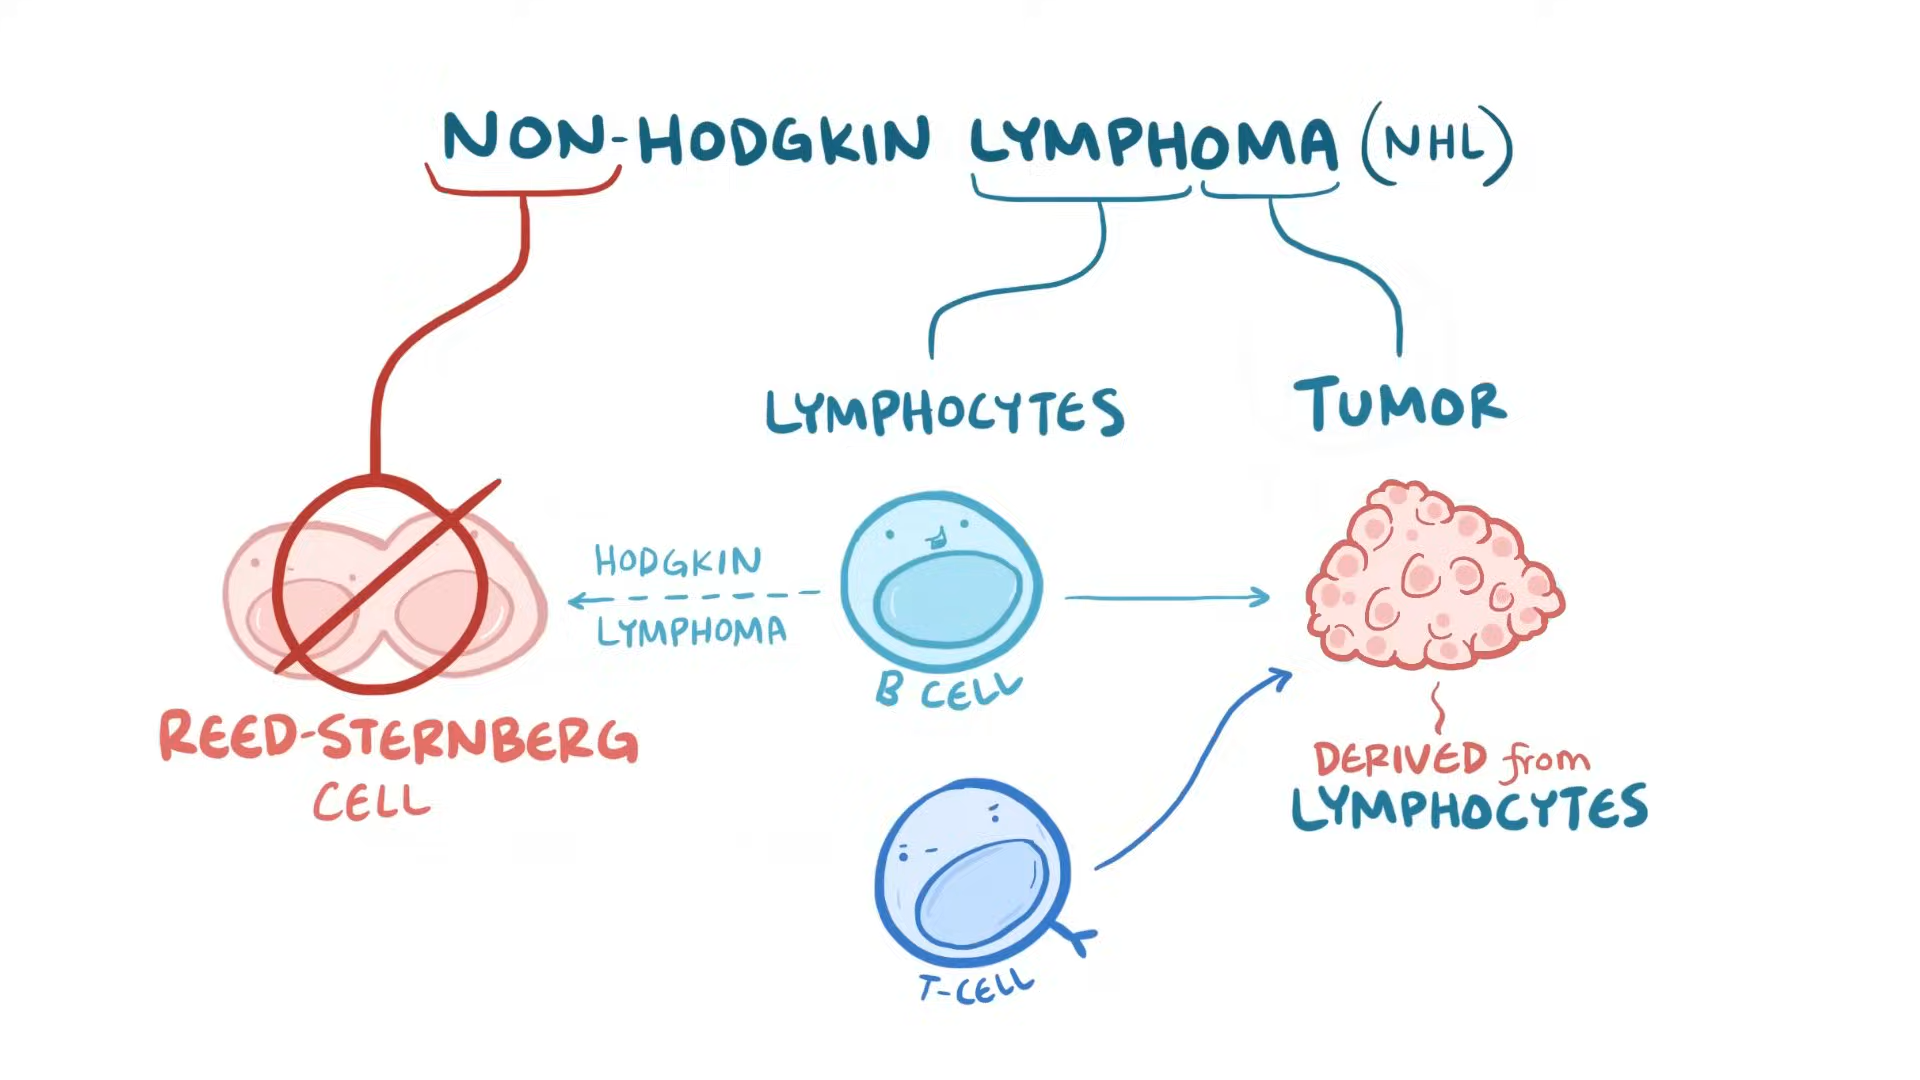 NON-HODGKIN LYMPHOMA (NHL)
LYMPHOCYTES
TUMOR
HODGKIN
LYMPHOMA
B CELL
REED-STERNBERG
CELL
DERIVED from
LYMPHOCYTES
T-CELL